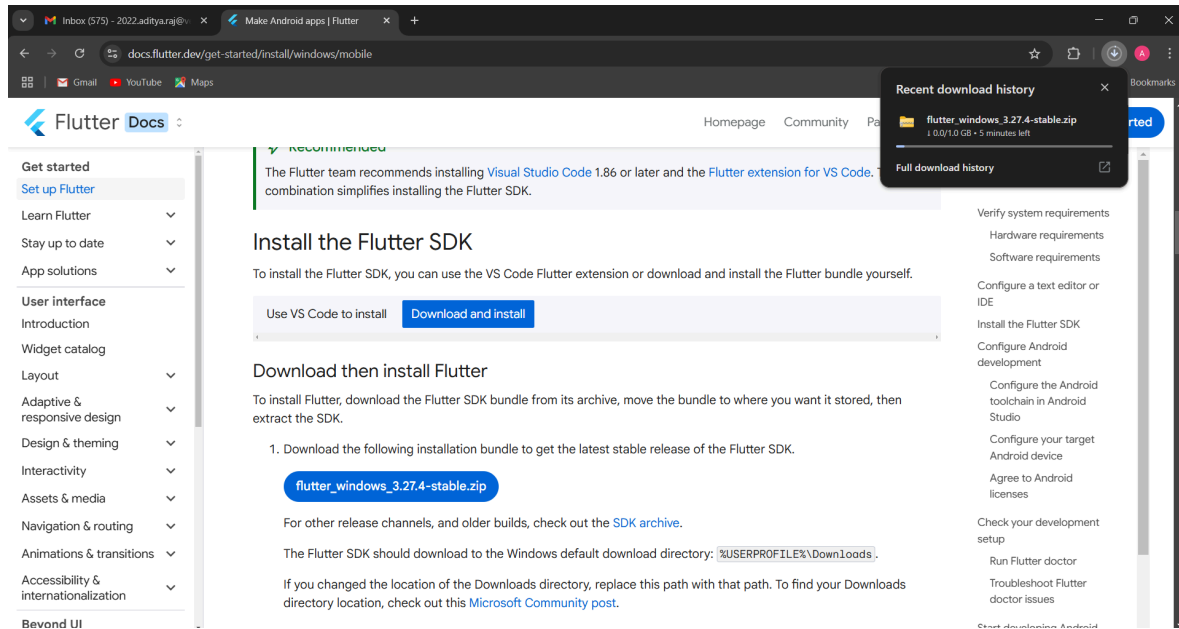 Inbox (575) - 2022.aditya.raj@v
Make Android apps | Flutter
docs.flutter.dev/get-started/install/windows/mobile
A
Gmail
YouTube
Maps
Bookmarks
Recent download history
flutter_windows_3.27.4-stable.zip
↓ 0.0/1.0 GB • 5 minutes left
Full download history
Flutter Docs
Homepage
Community
Pa
rted
Get started
Set up Flutter
Learn Flutter
Stay up to date
App solutions
User interface
Introduction
Widget catalog
Layout
Adaptive &
responsive design
Design & theming
Interactivity
Assets & media
Navigation & routing
Animations & transitions
Accessibility &
internationalization
Beyond UI
Recommended
The Flutter team recommends installing Visual Studio Code 1.86 or later and the Flutter extension for VS Code.
combination simplifies installing the Flutter SDK.
Install the Flutter SDK
To install the Flutter SDK, you can use the VS Code Flutter extension or download and install the Flutter bundle yourself.
Use VS Code to install
Download and install
Download then install Flutter
To install Flutter, download the Flutter SDK bundle from its archive, move the bundle to where you want it stored, then
extract the SDK.
1. Download the following installation bundle to get the latest stable release of the Flutter SDK.
flutter_windows_3.27.4-stable.zip
For other release channels, and older builds, check out the SDK archive.
The Flutter SDK should download to the Windows default download directory: %USERPROFILE%\Downloads.
If you changed the location of the Downloads directory, replace this path with that path. To find your Downloads
directory location, check out this Microsoft Community post.
Verify system requirements
Hardware requirements
Software requirements
Configure a text editor or
IDE
Install the Flutter SDK
Configure Android
development
Configure the Android
toolchain in Android
Studio
Configure your target
Android device
Agree to Android
licenses
Check your development
setup
Run Flutter doctor
Troubleshoot Flutter
doctor issues
Start developing Android